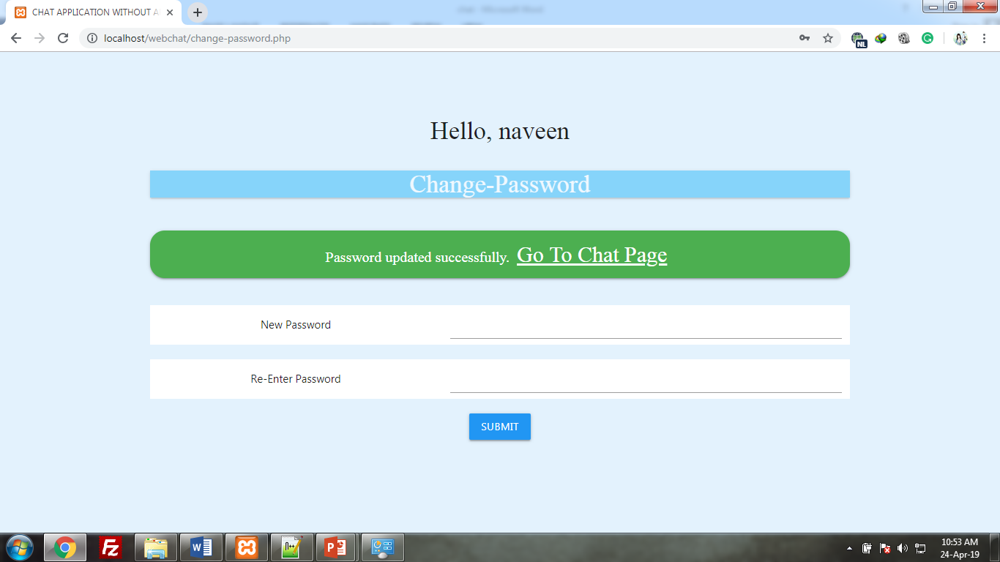 CHAT APPLICATION WITHOUT A
localhost/webchat/change-password.php
NL
Hello, naveen
Change-Password
Password updated successfully. Go To Chat Page
New Password
Re-Enter Password
SUBMIT
10:53 AM
24-Apr-19